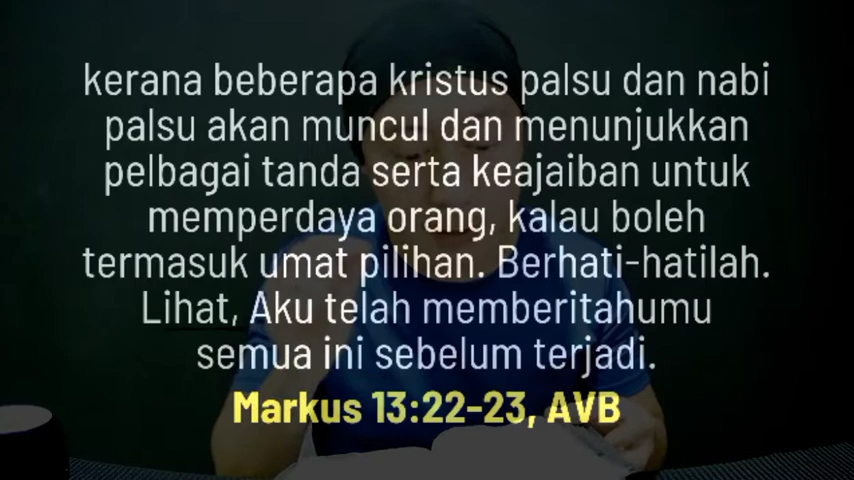 kerana beberapa kristus palsu dan nabi
palsu akan muncul dan menunjukkan
pelbagai tanda serta keajaiban untuk
memperdaya orang, kalau boleh
termasuk umat pilihan. Berhati-hatilah.
Lihat, Aku telah memberitahumu
semua ini sebelum terjadi.
Markus 13:22-23, AVB